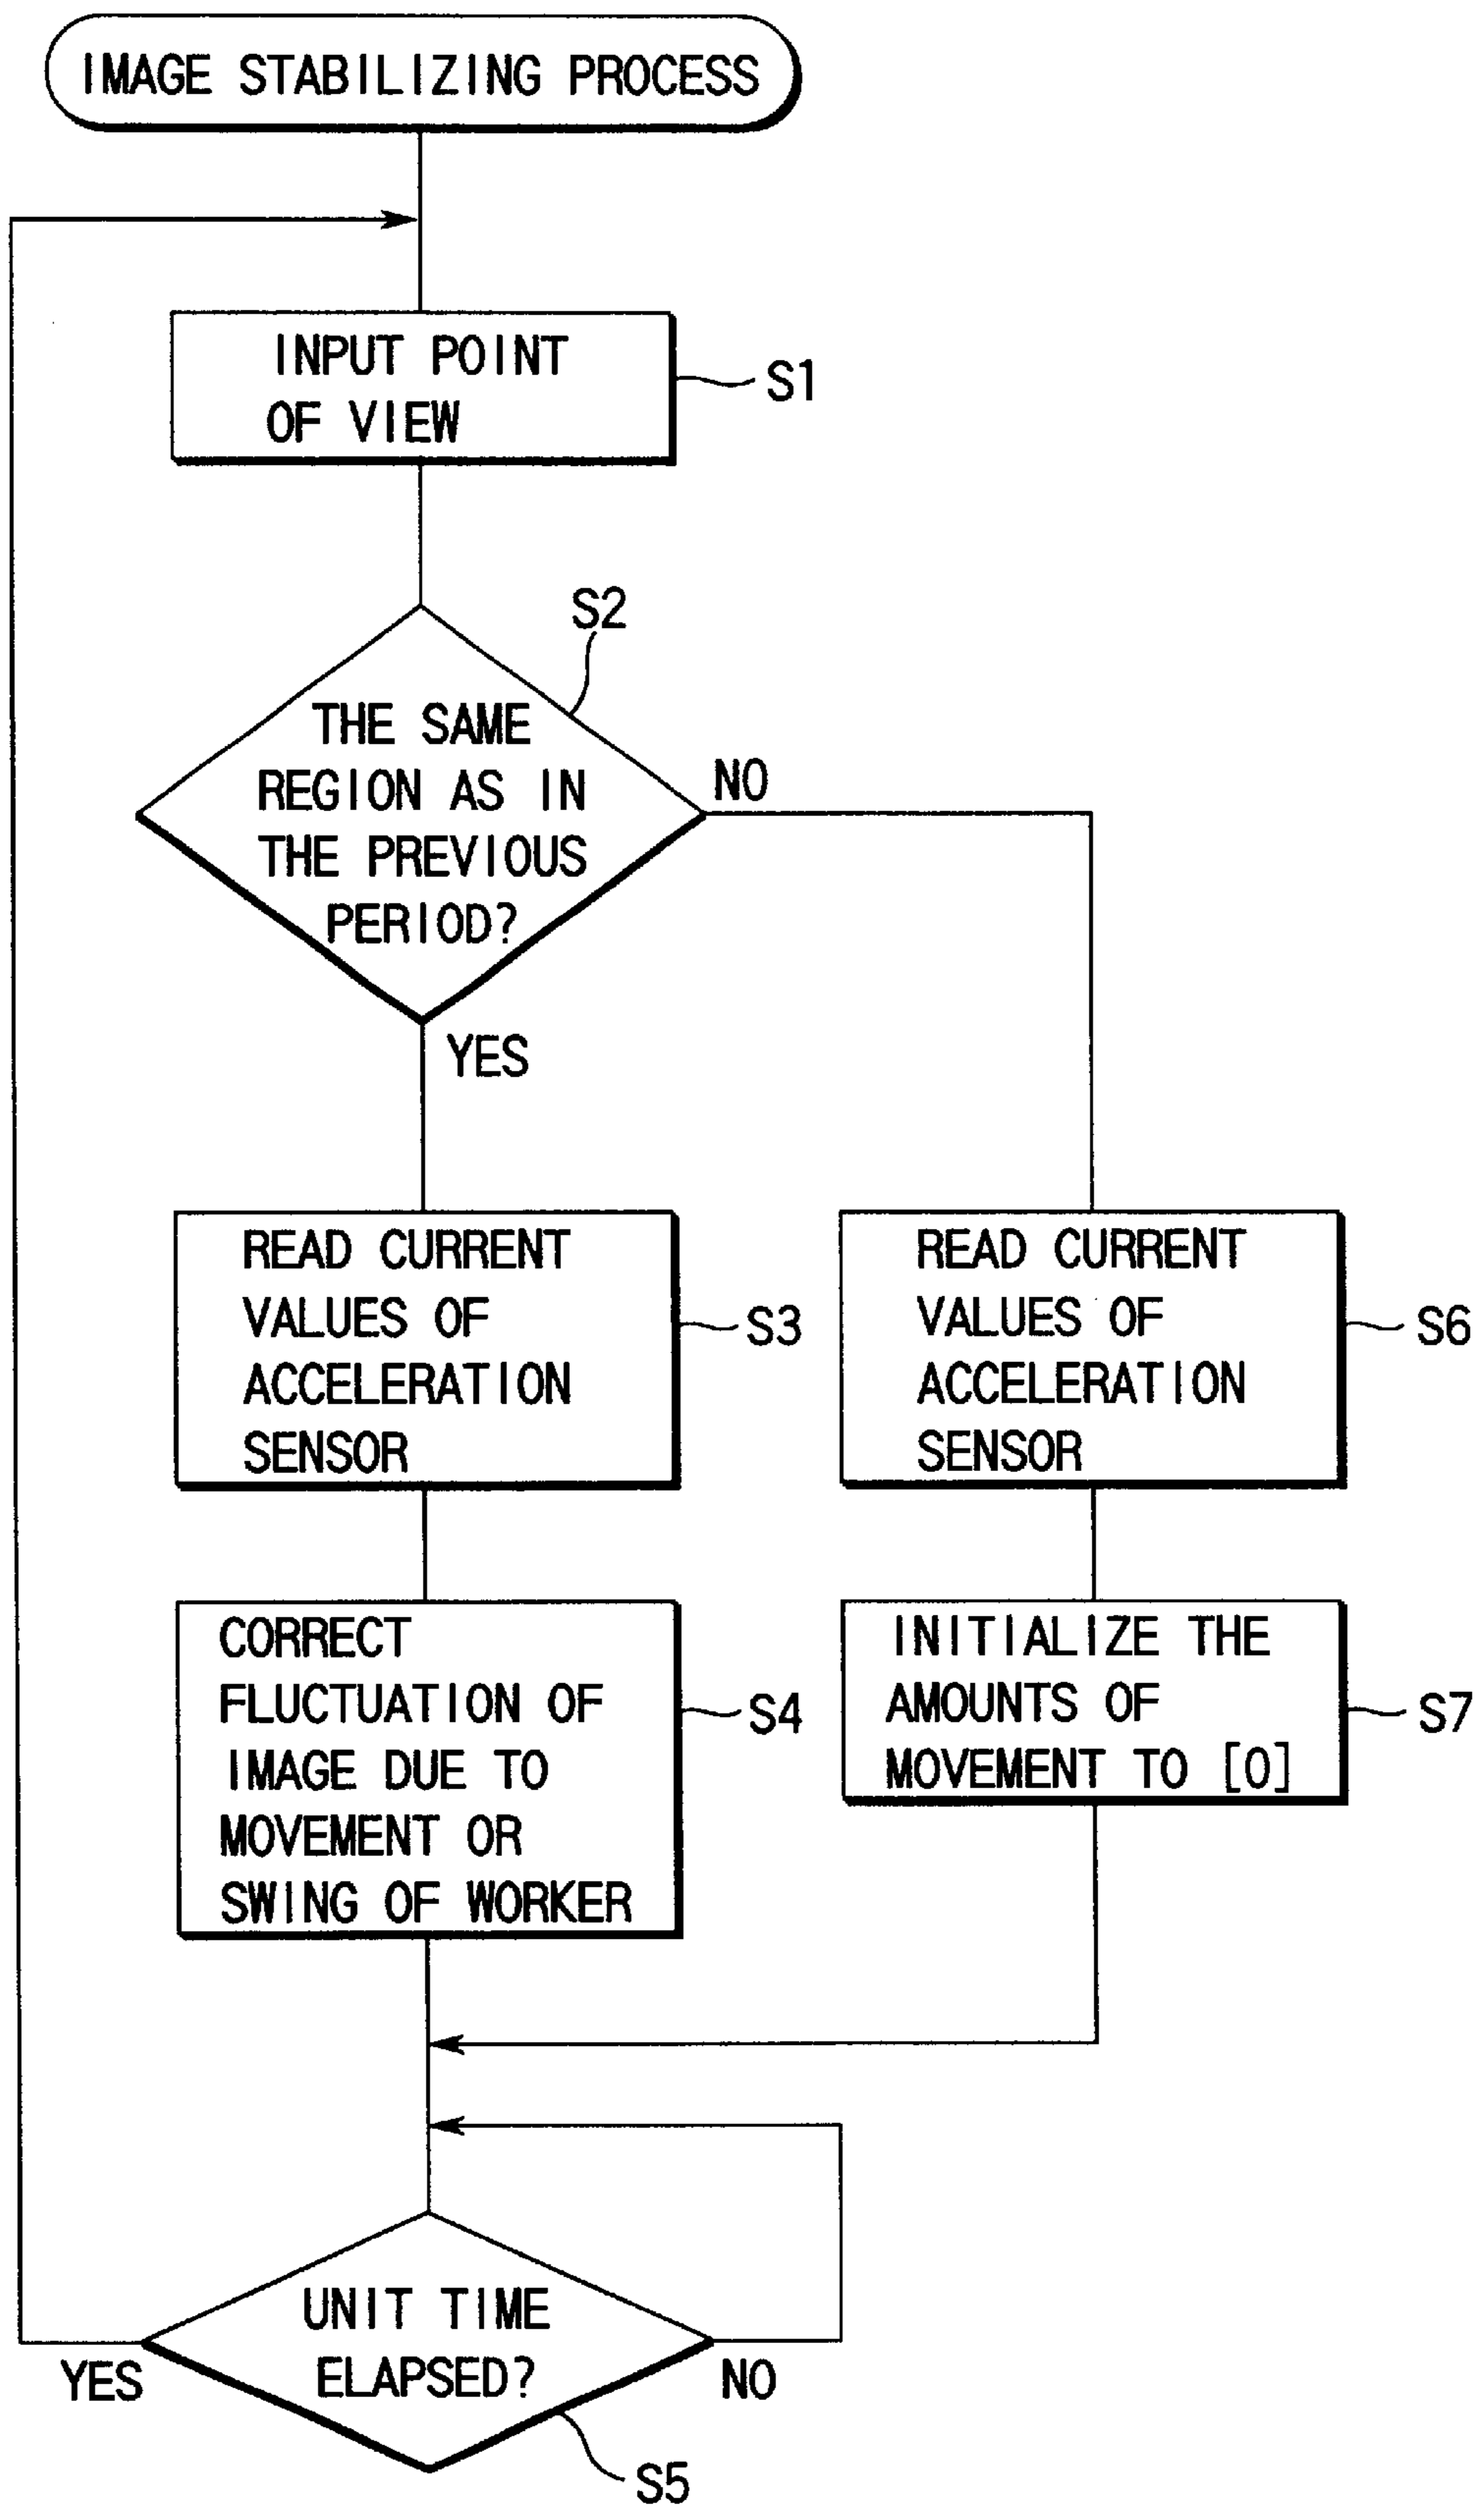 IMAGE STABILIZING PROCESS
INPUT POINT
OF VIEW
S1
S2
THE SAME
REGION AS IN
THE PREVIOUS
PERIOD?
NO
YES
READ CURRENT
VALUES OF
ACCELERATION
SENSOR
S3
READ CURRENT
VALUES OF
ACCELERATION
SENSOR
S6
CORRECT
FLUCTUATION OF
IMAGE DUE TO
MOVEMENT OR
SWING OF WORKER
S4
INITIALIZE THE
AMOUNTS OF
MOVEMENT TO [0]
S7
UNIT TIME
ELAPSED?
YES
NO
S5